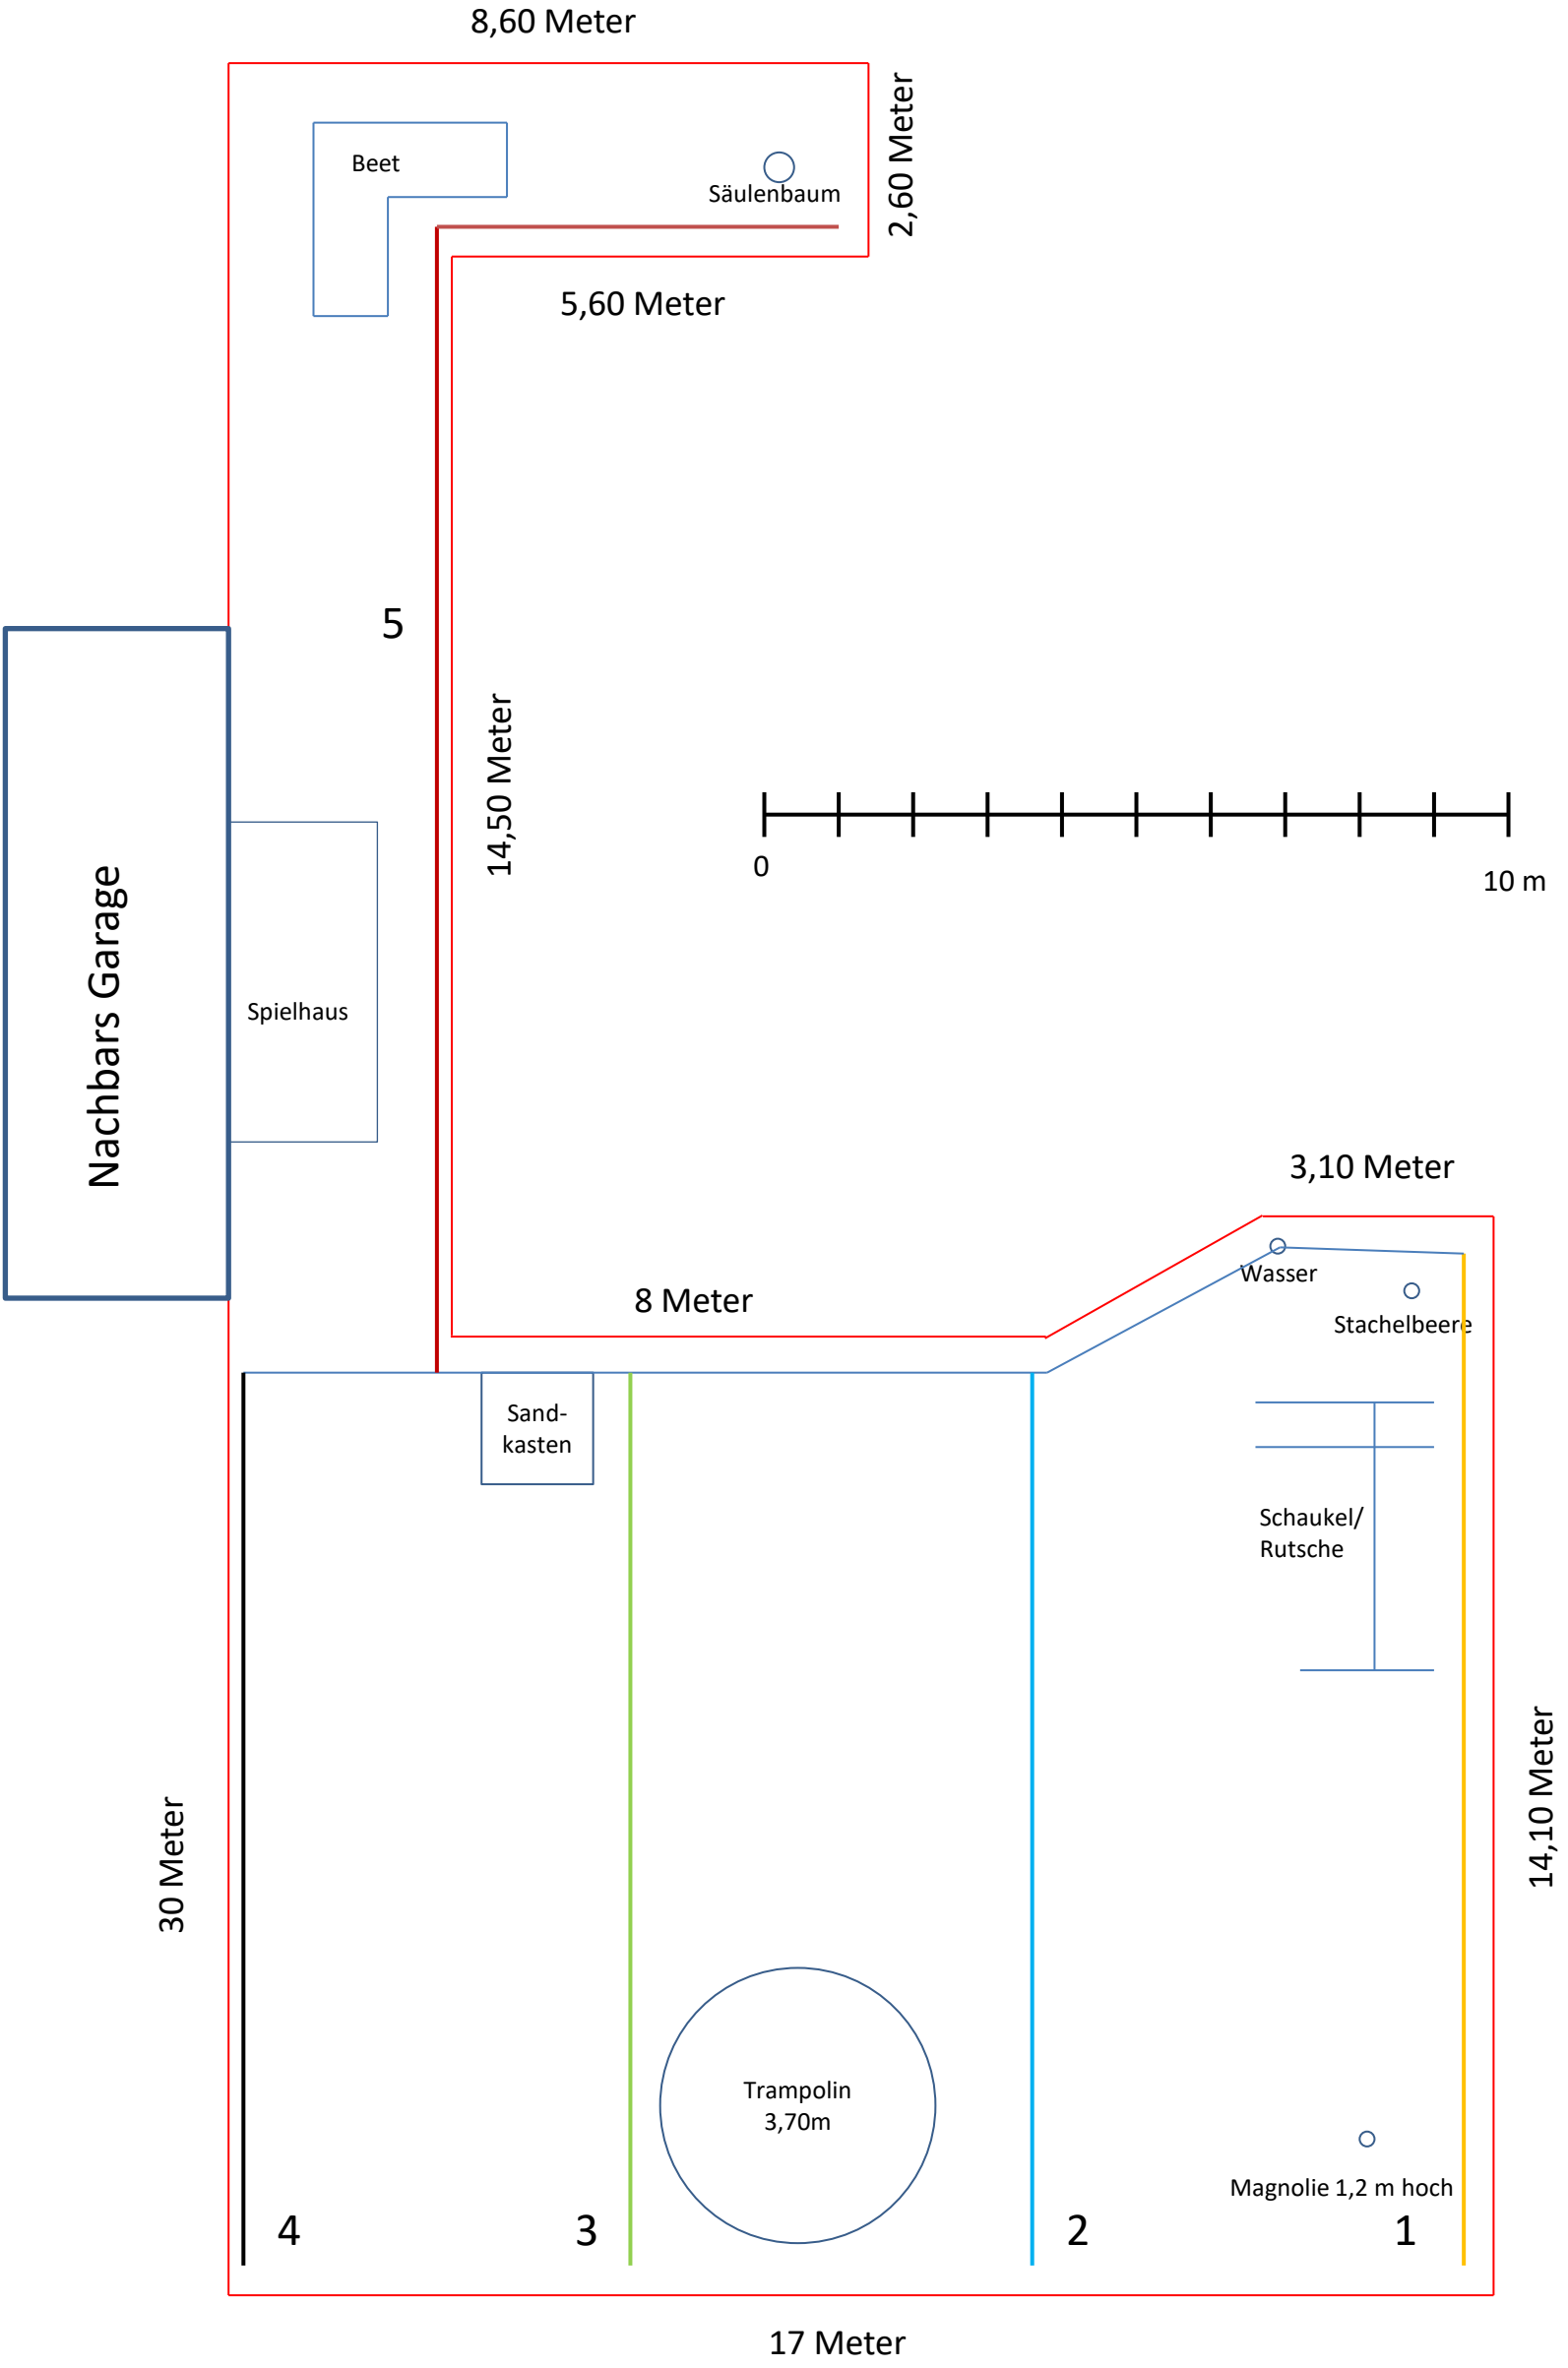 8,60 Meter
2,60 Meter
Beet
Säulenbaum
5,60 Meter
5
14,50 Meter
0
10 m
Nachbars Garage
Spielhaus
3,10 Meter
8 Meter
Wasser
Stachelbeere
Sand-
kasten
Schaukel/
Rutsche
30 Meter
14,10 Meter
Trampolin
3,70m
Magnolie 1,2 m hoch
4
3
2
1
17 Meter